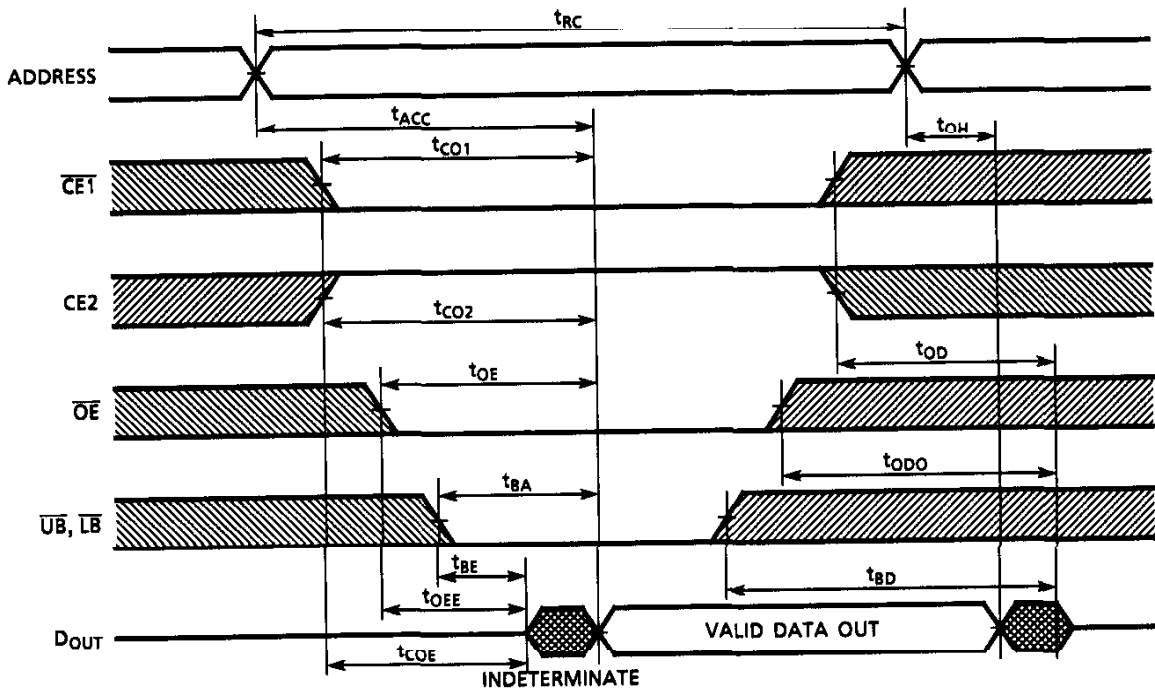 tRC
ADDRESS
tACC
tOH
tCO1
CE1
CE2
tCO2
tOD
tOE
OE
tODO
tBA
UB, LB
tBE
tBD
tOEE
DOUT
VALID DATA OUT
tCOE
INDETERMINATE